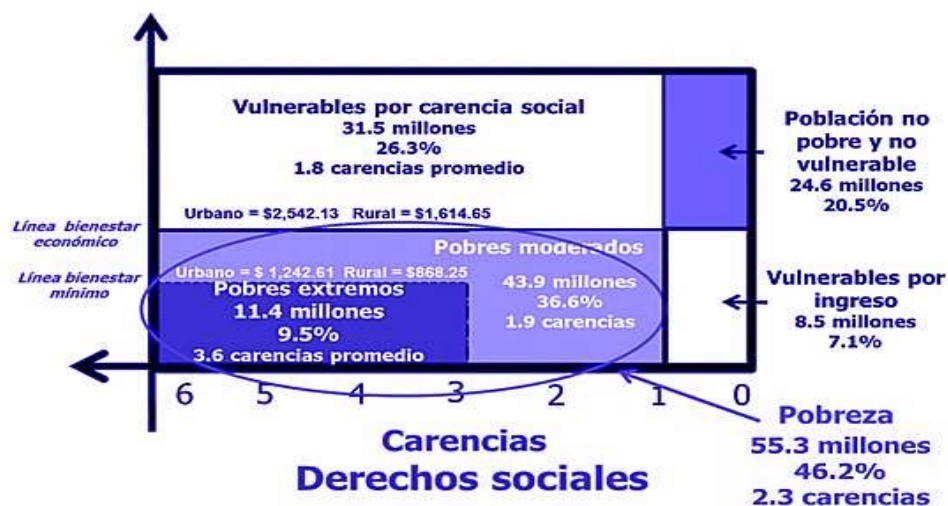 Vulnerables por carencia social
31.5 millones
26.3%
1.8 carencias promedio
Población no
pobre y no
vulnerable
24.6 millones
20.5%
Urbano = $2,542.13 Rural = $1,614.65
Línea bienestar
económico
Pobres moderados
43.9 millones
36.6%
1.9 carencias
Línea bienestar
mínimo
Urbano = $ 1,242.61 Rural = $868.25
Pobres extremos
11.4 millones
9.5%
3.6 carencias promedio
Vulnerables por
ingreso
8.5 millones
7.1%
6 5 4 3 2 1 0
Carencias
Derechos sociales
Pobreza
55.3 millones
46.2%
2.3 carencias